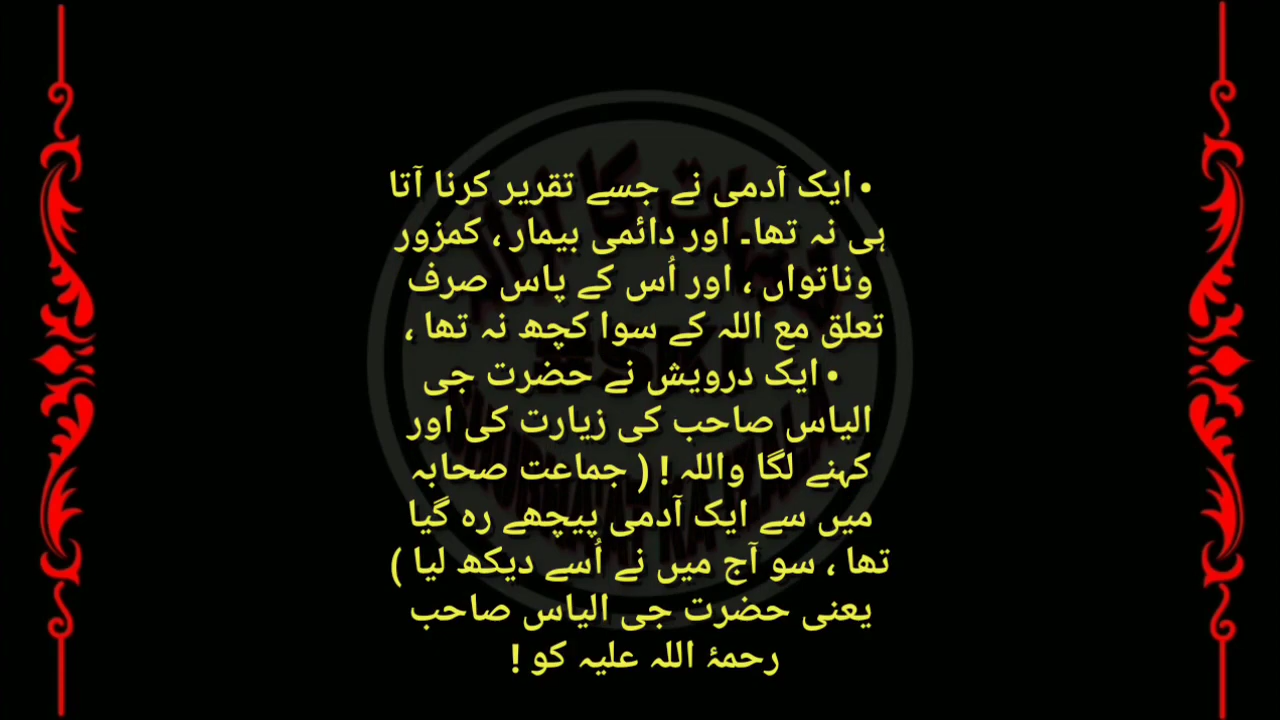 • ایک آدمی نے جسے تقریر کرنا آتا
ہی نہ تھا۔ اور دائمی بیمار ، کمزور
وناتواں ، اور اُس کے پاس صرف
تعلق مع اللہ کے سوا کچھ نہ تھا ،
• ایک درویش نے حضرت جی
الیاس صاحب کی زیارت کی اور
کہنے لگا واللہ ! ( جماعت صحابہ
میں سے ایک آدمی پیچھے رہ گیا
تھا ، سو آج میں نے اُسے دیکھ لیا )
یعنی حضرت جی الیاس صاحب
رحمۂ اللہ علیہ کو !